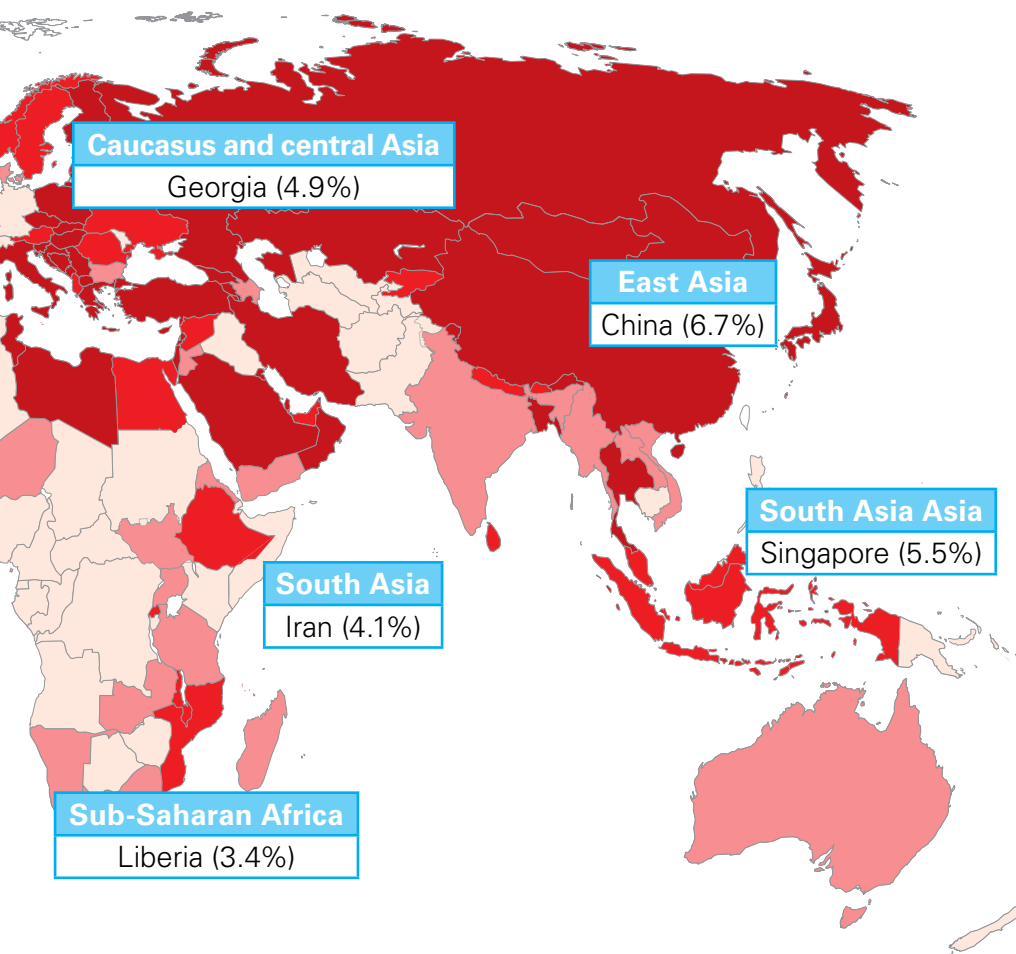 Caucasus and central Asia
Georgia (4.9%)
East Asia
China (6.7%)
South Asia Asia
Singapore (5.5%)
South Asia
Iran (4.1%)
Sub-Saharan Africa
Liberia (3.4%)